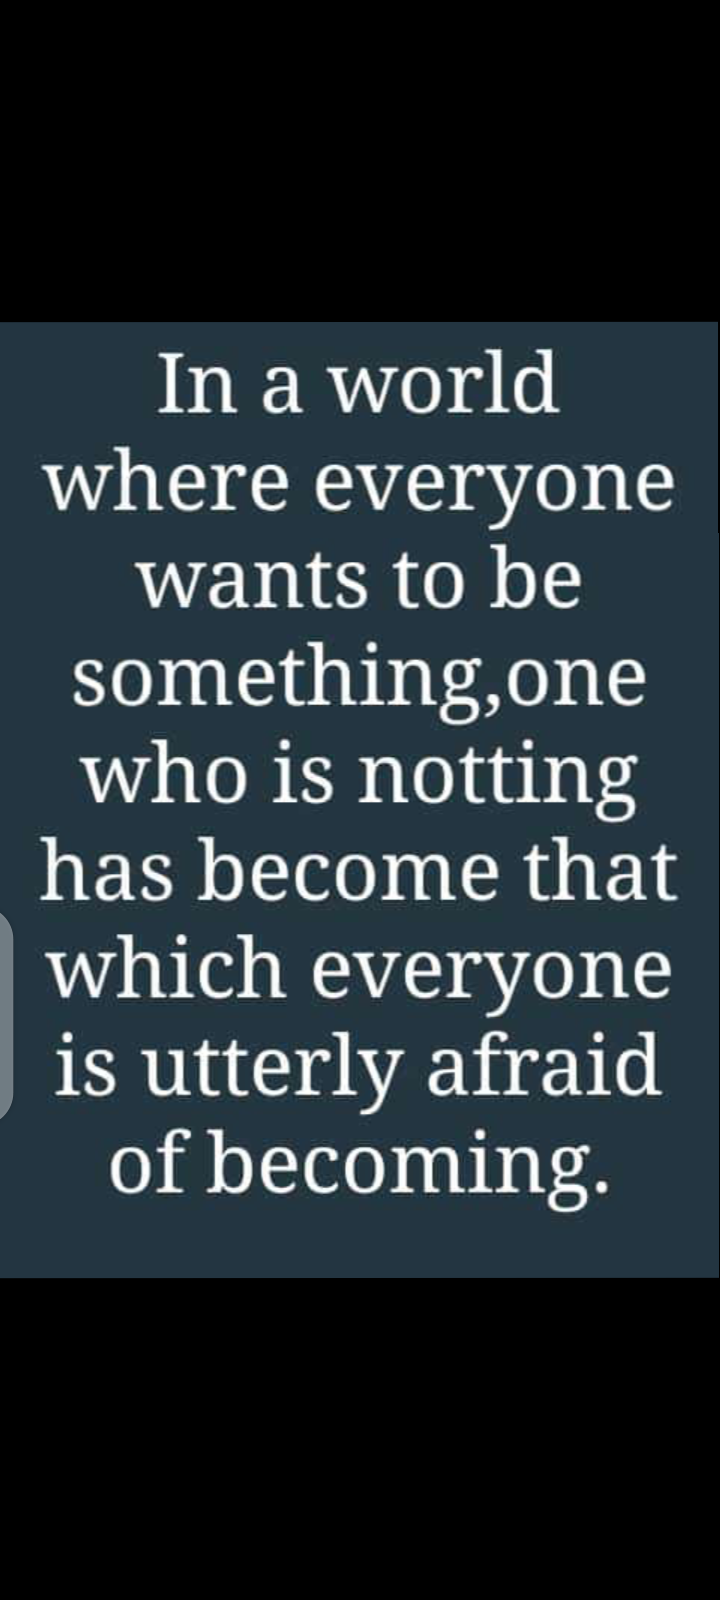 In a world
where everyone
wants to be
something,one
who is notting
has become that
which everyone
is utterly afraid
of becoming.